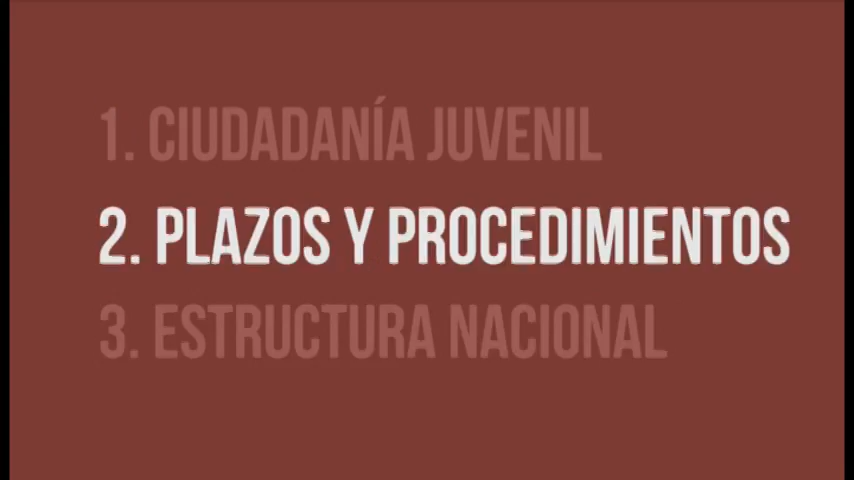 1. CIUDADANÍA JUVENIL
2. PLAZOS Y PROCEDIMIENTOS
3. ESTRUCTURA NACIONAL